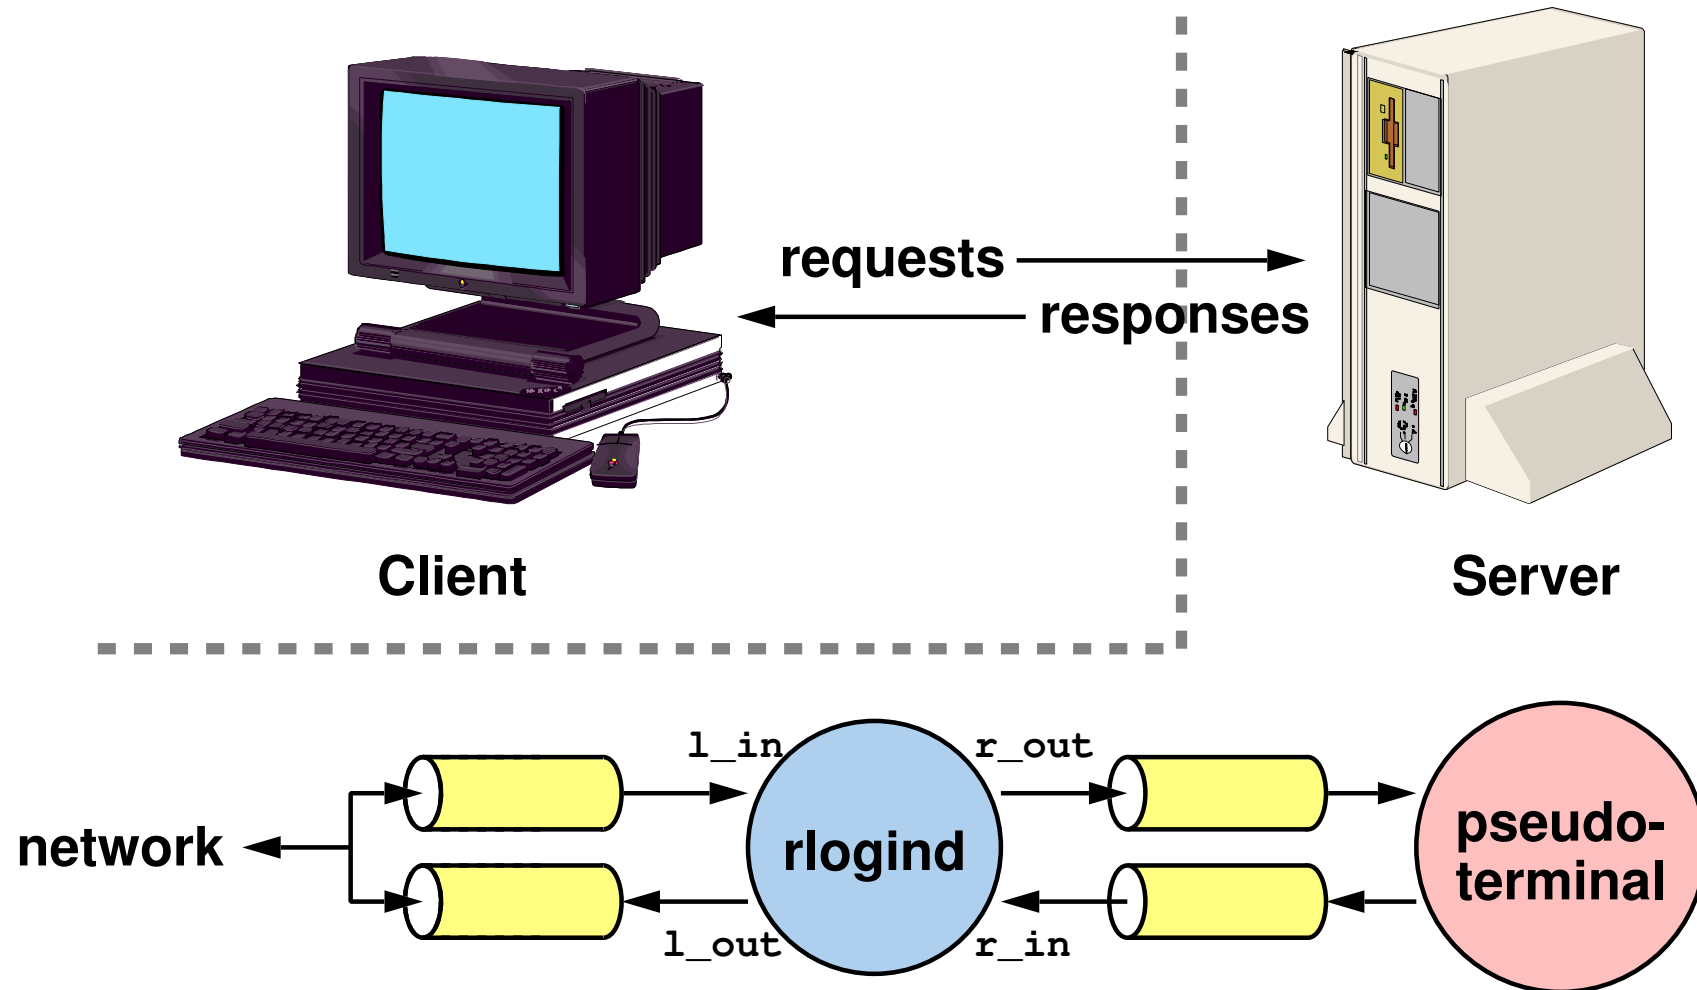 requests
responses
Client
Server
l_in
r_out
network
rlogind
pseudo-
terminal
l_out
r_in